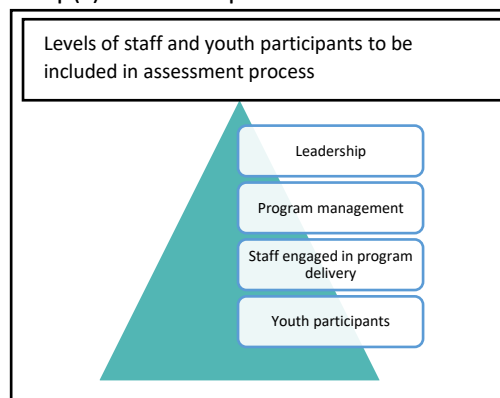 Levels of staff and youth participants to be
included in assessment process
Leadership
Program management
Staff engaged in program
delivery
Youth participants